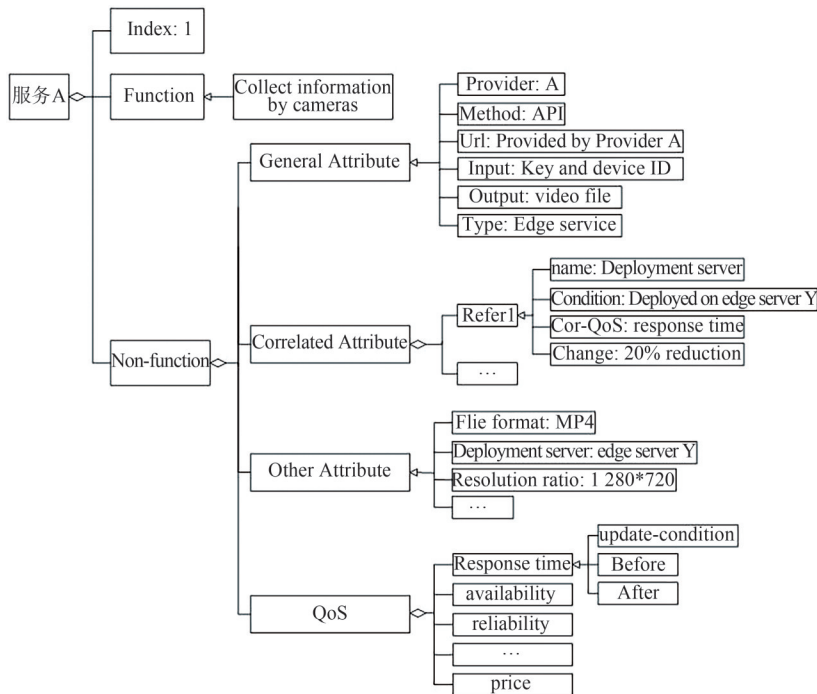 服务A
Index: 1
Function
Collect information
by cameras
Non-function
General Attribute
Provider: A
Method: API
Url: Provided by Provider A
Input: Key and device ID
Output: video file
Type: Edge service
Correlated Attribute
Refer1
name: Deployment server
Condition: Deployed on edge server Y
Cor-QoS: response time
Change: 20% reduction
…
Other Attribute
Flie format: MP4
Deployment server: edge server Y
Resolution ratio: 1 280*720
…
QoS
Response time
update-condition
Before
After
availability
reliability
…
price